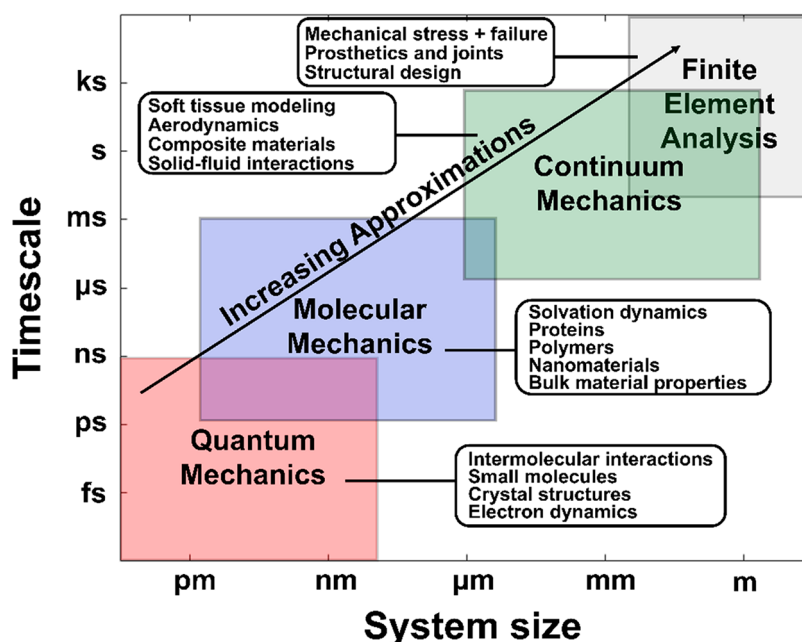 Mechanical stress + failure
Prosthetics and joints
Structural design
Finite
Element
Analysis
Soft tissue modeling
Aerodynamics
Composite materials
Solid-fluid interactions
Continuum
Mechanics
Increasing Approximations
Molecular
Mechanics
Solvation dynamics
Proteins
Polymers
Nanomaterials
Bulk material properties
Quantum
Mechanics
Intermolecular interactions
Small molecules
Crystal structures
Electron dynamics
Timescale
ks
s
ms
μs
ns
ps
fs
pm
nm
μm
mm
m
System size